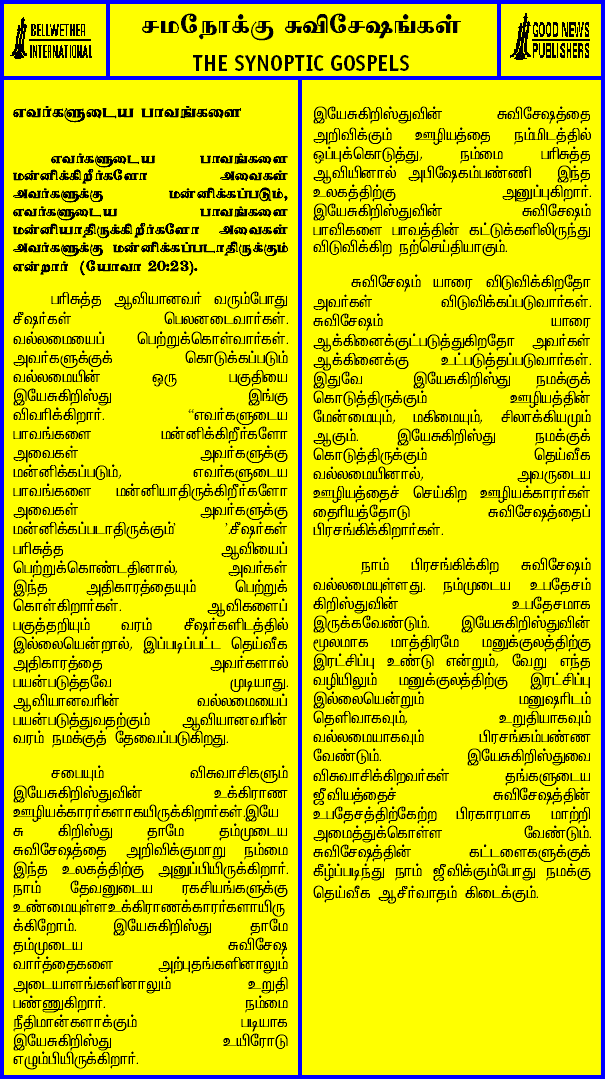 BELLWETHER
INTERNATIONAL
சமநோக்கு சுவிசேஷங்கள்
THE SYNOPTIC GOSPELS
GOOD NEWS
PUBLISHERS
எவர்களுடைய பாவங்களை
எவர்களுடைய பாவங்களை
மன்னிக்கிறீர்களோ அவைகள்
அவர்களுக்கு மன்னிக்கப்படும்,
எவர்களுடைய பாவங்களை
மன்னியாதிருக்கிறீர்களோ அவைகள்
அவர்களுக்கு மன்னிக்கப்படாதிருக்கும்
என்றார் (யோவா 20:23).
பரிசுத்த ஆவியானவர் வரும்போது
சீஷர்கள் பெலனடைவார்கள்.
வல்லமையைப் பெற்றுக்கொள்வார்கள்.
அவர்களுக்குக் கொடுக்கப்படும்
வல்லமையின் ஒரு பகுதியை
இயேசுகிறிஸ்து இங்கு
விவரிக்கிறார். “எவர்களுடைய
பாவங்களை மன்னிக்கிறீர்களோ
அவைகள் அவர்களுக்கு
மன்னிக்கப்படும், எவர்களுடைய
பாவங்களை மன்னியாதிருக்கிறீர்களோ
அவைகள் அவர்களுக்கு
மன்னிக்கப்படாதிருக்கும்' '.சீஷர்கள்
பரிசுத்த ஆவியைப்
பெற்றுக்கொண்டதினால், அவர்கள்
இந்த அதிகாரத்தையும் பெற்றுக்
கொள்கிறார்கள். ஆவிகளைப்
பகுத்தறியும் வரம் சீஷர்களிடத்தில்
இல்லையென்றால், இப்படிப்பட்ட தெய்வீக
அதிகாரத்தை அவர்களால்
பயன்படுத்தவே முடியாது.
ஆவியானவரின் வல்லமையைப்
பயன்படுத்துவதற்கும் ஆவியானவரின்
வரம் நமக்குத் தேவைப்படுகிறது.
சபையும் விசுவாசிகளும்
இயேசுகிறிஸ்துவின் உக்கிராண
ஊழியக்காரர்களாகயிருக்கிறார்கள்.இயே
சு கிறிஸ்து தாமே தம்முடைய
சுவிசேஷத்தை அறிவிக்குமாறு நம்மை
இந்த உலகத்திற்கு அனுப்பியிருக்கிறார்.
நாம் தேவனுடைய ரகசியங்களுக்கு
உண்மையுள்ளஉக்கிராணக்காரர்களாயிரு
க்கிறோம். இயேசுகிறிஸ்து தாமே
தம்முடைய சுவிசேஷ
வார்த்தைகளை அற்புதங்களினாலும்
அடையாளங்களினாலும் உறுதி
பண்ணுகிறார். நம்மை
நீதிமான்களாக்கும் படியாக
இயேசுகிறிஸ்து உயிரோடு
எழும்பியிருக்கிறார்.
இயேசுகிறிஸ்துவின் சுவிசேஷத்தை
அறிவிக்கும் ஊழியத்தை நம்மிடத்தில்
ஒப்புக்கொடுத்து, நம்மை பரிசுத்த
ஆவியினால் அபிஷேகம்பண்ணி இந்த
உலகத்திற்கு அனுப்புகிறார்.
இயேசுகிறிஸ்துவின் சுவிசேஷம்
பாவிகளை பாவத்தின் கட்டுக்களிலிருந்து
விடுவிக்கிற நற்செய்தியாகும்.
சுவிசேஷம் யாரை விடுவிக்கிறதோ
அவர்கள் விடுவிக்கப்படுவார்கள்.
சுவிசேஷம் யாரை
ஆக்கினைக்குட்படுத்துகிறதோ அவர்கள்
ஆக்கினைக்கு உட்படுத்தப்படுவார்கள்.
இதுவே இயேசுகிறிஸ்து நமக்குக்
கொடுத்திருக்கும் ஊழியத்தின்
மேன்மையும், மகிமையும், சிலாக்கியமும்
ஆகும். இயேசுகிறிஸ்து நமக்குக்
கொடுத்திருக்கும் தெய்வீக
வல்லமையினால், அவருடைய
ஊழியத்தைச் செய்கிற ஊழியக்காரர்கள்
தைரியத்தோடு சுவிசேஷத்தைப்
பிரசங்கிக்கிறார்கள்.
நாம் பிரசங்கிக்கிற சுவிசேஷம்
வல்லமையுள்ளது. நம்முடைய உபதேசம்
கிறிஸ்துவின் உபதேசமாக
இருக்கவேண்டும். இயேசுகிறிஸ்துவின்
மூலமாக மாத்திரமே மனுக்குலத்திற்கு
இரட்சிப்பு உண்டு என்றும், வேறு எந்த
வழியிலும் மனுக்குலத்திற்கு இரட்சிப்பு
இல்லையென்றும் மனுஷரிடம்
தெளிவாகவும், உறுதியாகவும்
வல்லமையாகவும் பிரசங்கம்பண்ண
வேண்டும். இயேசுகிறிஸ்துவை
விசுவாசிக்கிறவர்கள் தங்களுடைய
ஜீவியத்தைச் சுவிசேஷத்தின்
உபதேசத்திற்கேற்ற பிரகாரமாக மாற்றி
அமைத்துக்கொள்ள வேண்டும்.
சுவிசேஷத்தின் கட்டளைகளுக்குக்
கீழ்ப்படிந்து நாம் ஜீவிக்கும்போது நமக்கு
தெய்வீக ஆசீர்வாதம் கிடைக்கும்.